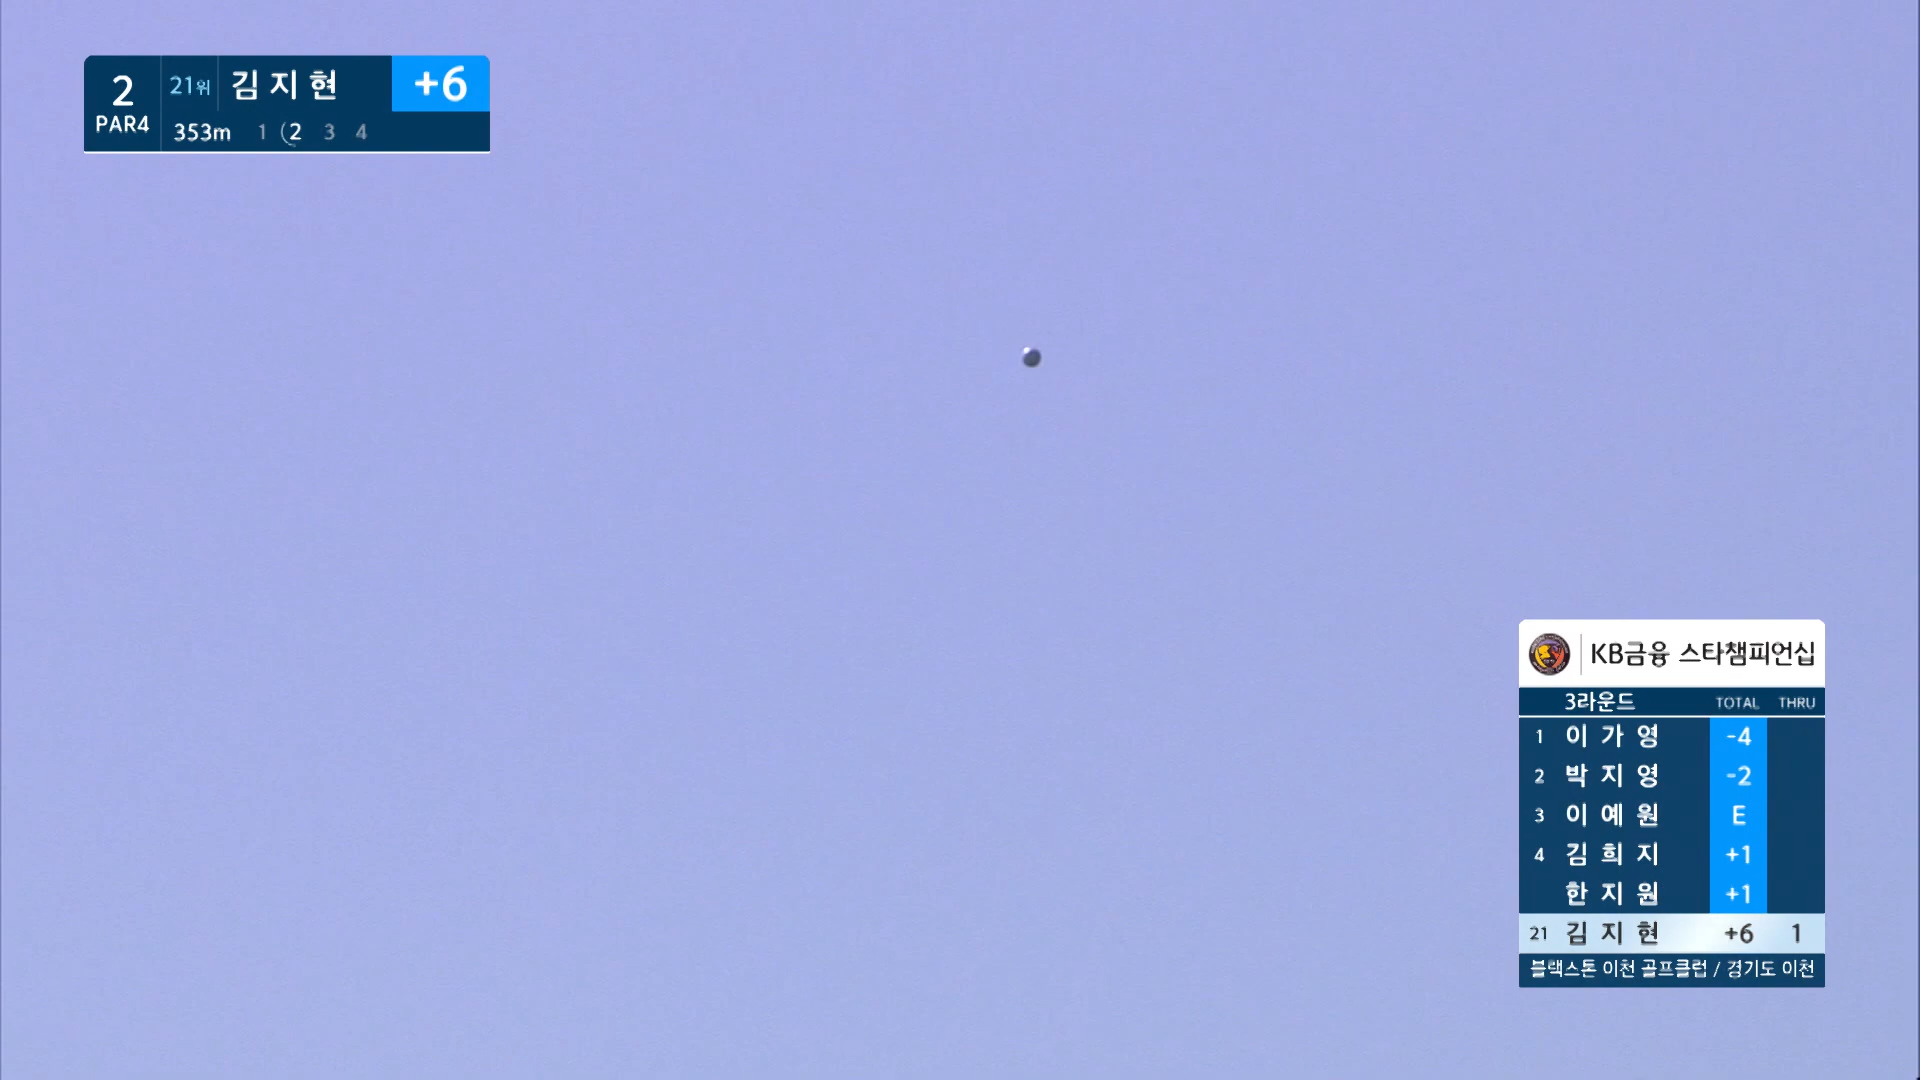 2 21위 김지현 +6
PAR4 353m 1 2 3 4
KB금융 스타챔피언십
3라운드 TOTAL THRU
1 이가영 -4
2 박지영 -2
3 이예원 E
4 김희지 +1
한지원 +1
21 김지현 +6 1
블랙스톤 이천 골프클럽 / 경기도 이천